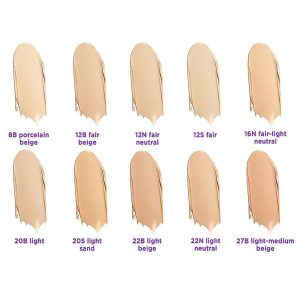 8B porcelain
beige
12B fair
beige
12N fair
neutral
12S fair
16N fair-light
neutral
20B light
20S light
sand
22B light
beige
22N light
neutral
27B light-medium
beige